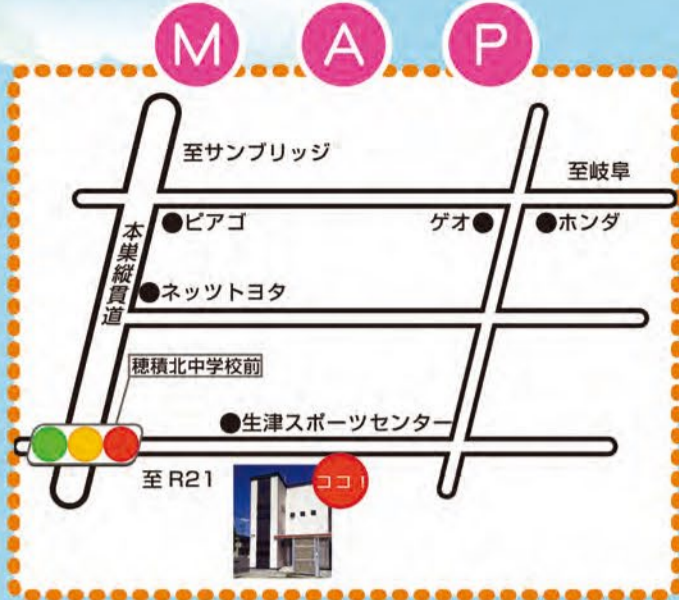 MAP
至サンブリッジ
至岐阜
ピアゴ
ゲオ
ホンダ
本巣縦貫道
ネッツトヨタ
穂積北中学校前
生津スポーツセンター
至 R21
ココ！